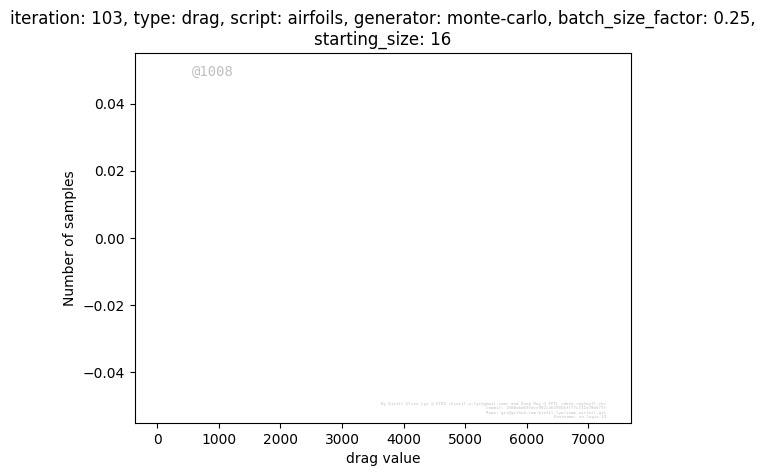 iteration: 103, type: drag, script: airfoils, generator: monte-carlo, batch_size_factor: 0.25,
starting_size: 16
@1008
0.04
0.02
0.00
−0.02
−0.04
Number of samples
0 1000 2000 3000 4000 5000 6000 7000
drag value